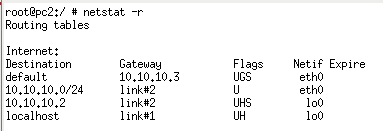 root@pc2:/ # netstat -r
Routing tables
Internet:
Destination Gateway Flags Netif Expire
default 10.10.10.3 UGS eth0
10.10.10.0/24 link#2 U eth0
10.10.10.2 link#2 UHS lo0
localhost link#1 UH lo0